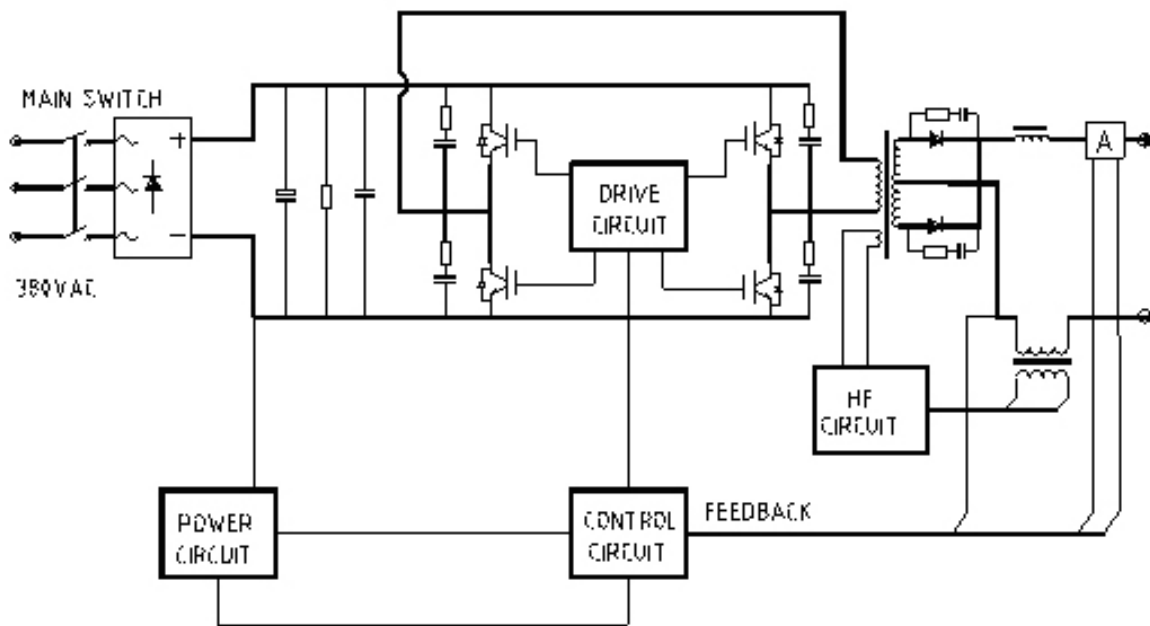 MAIN SWITCH
+
−
380VAC
DRIVE
CIRCUIT
A
HF
CIRCUIT
POWER
CIRCUIT
CONTROL
CIRCUIT
FEEDBACK